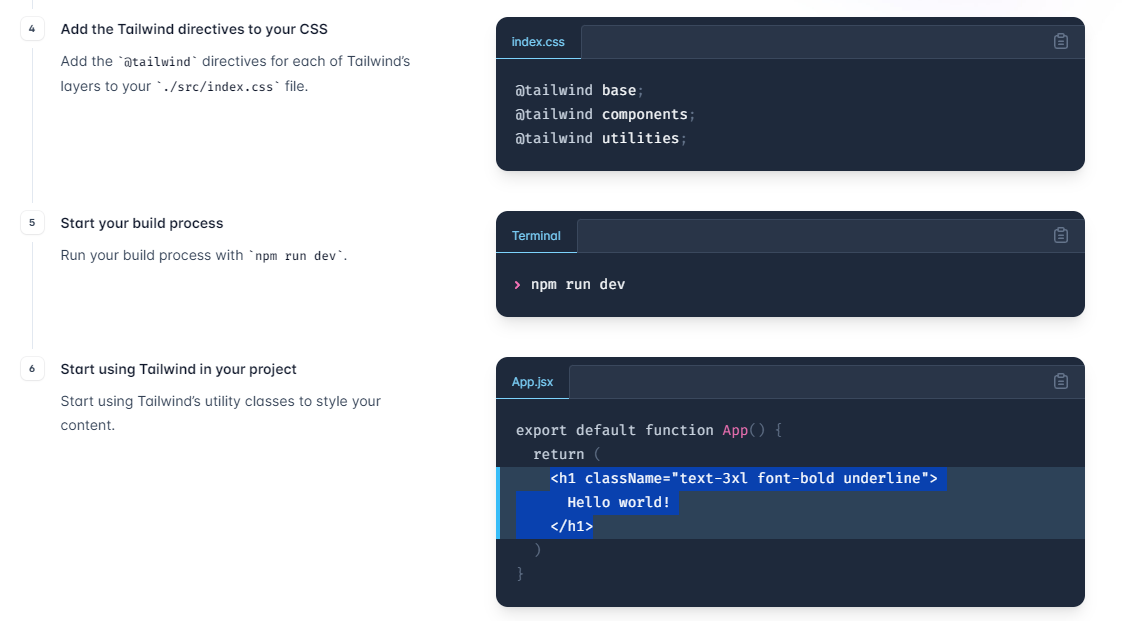 4
Add the Tailwind directives to your CSS
Add the `@tailwind` directives for each of Tailwind’s
layers to your `./src/index.css` file.
index.css
@tailwind base;
@tailwind components;
@tailwind utilities;
5
Start your build process
Run your build process with `npm run dev`.
Terminal
> npm run dev
6
Start using Tailwind in your project
Start using Tailwind’s utility classes to style your
content.
App.jsx
export default function App() {
  return (
    <h1 className="text-3xl font-bold underline">
      Hello world!
    </h1>
  )
}